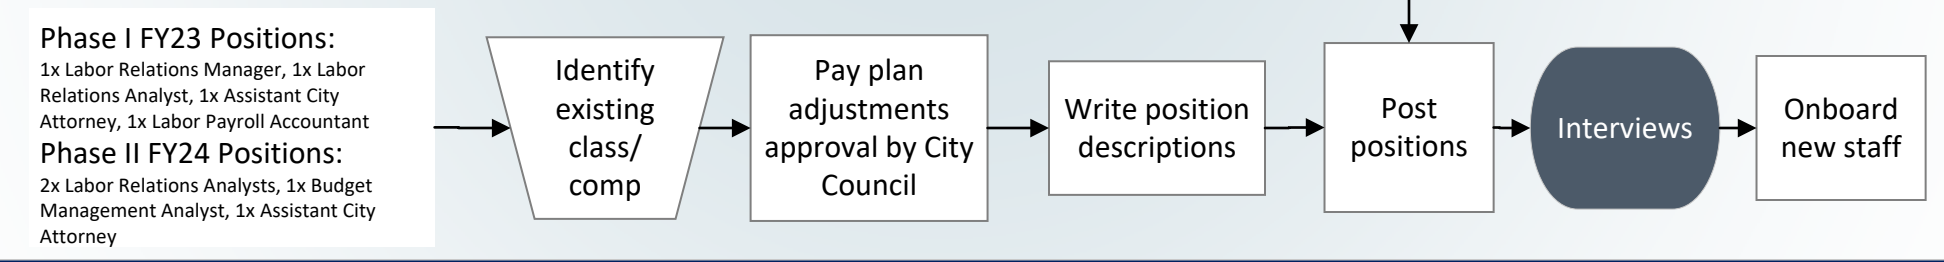 Phase I FY23 Positions:
1x Labor Relations Manager, 1x Labor
Relations Analyst, 1x Assistant City
Attorney, 1x Labor Payroll Accountant
Phase II FY24 Positions:
2x Labor Relations Analysts, 1x Budget
Management Analyst, 1x Assistant City
Attorney
Identify
existing
class/
comp
Pay plan
adjustments
approval by City
Council
Write position
descriptions
Post
positions
Interviews
Onboard
new staff